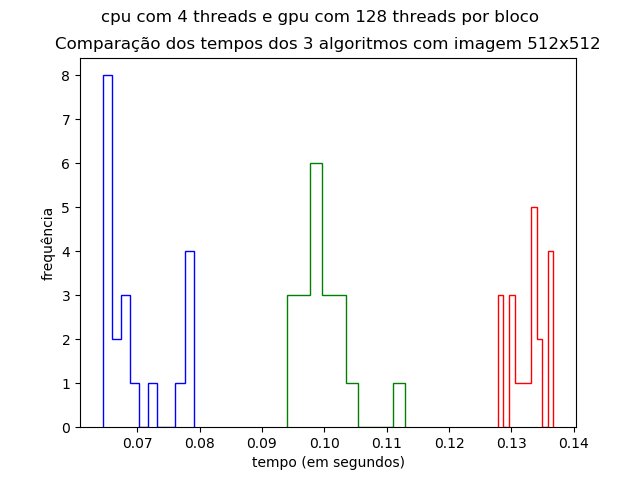 cpu com 4 threads e gpu com 128 threads por bloco
Comparação dos tempos dos 3 algoritmos com imagem 512x512
8
7
6
5
4
3
2
1
0
frequência
0.07 0.08 0.09 0.10 0.11 0.12 0.13 0.14
tempo (em segundos)